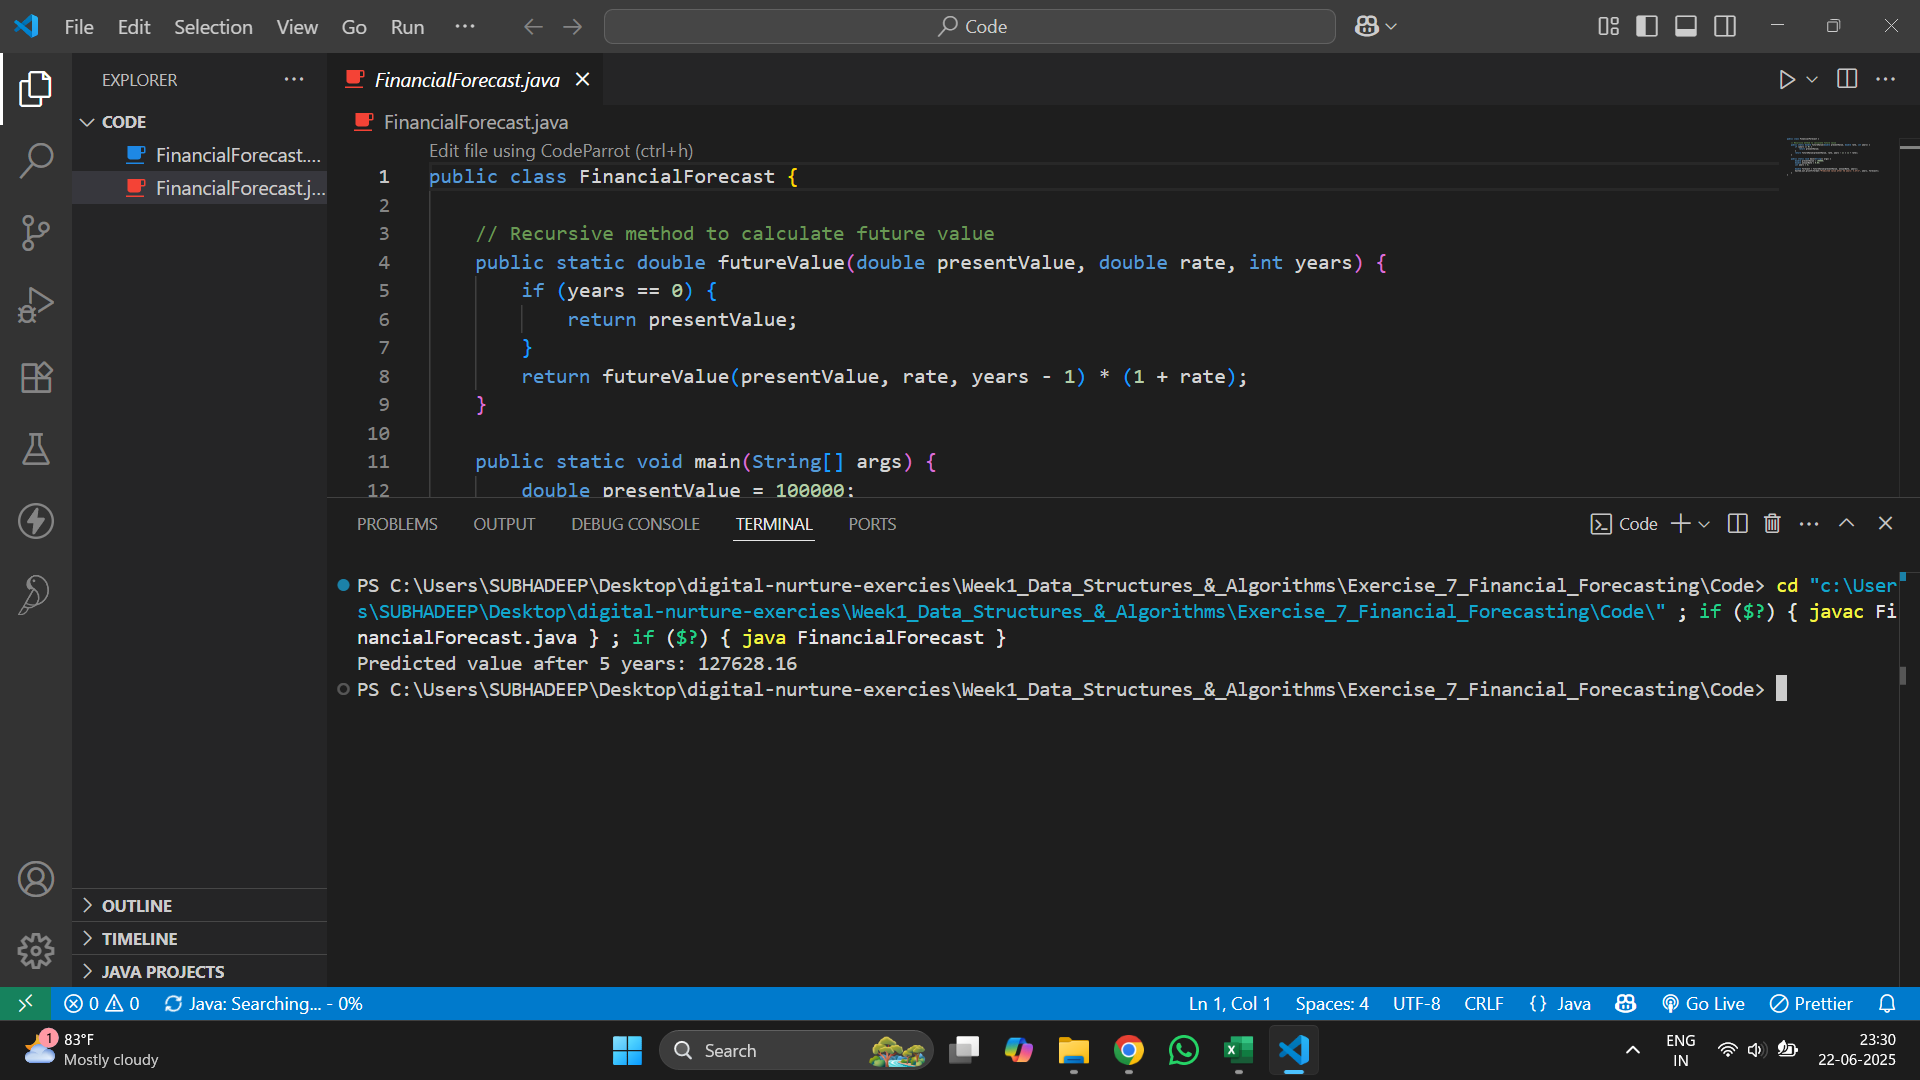 File Edit Selection View Go Run ··· Code
EXPLORER ···
CODE
FinancialForecast....
FinancialForecast.j...
FinancialForecast.java
FinancialForecast.java
Edit file using CodeParrot (ctrl+h)
1 public class FinancialForecast {
2
3 // Recursive method to calculate future value
4 public static double futureValue(double presentValue, double rate, int years) {
5 if (years == 0) {
6 return presentValue;
7 }
8 return futureValue(presentValue, rate, years - 1) * (1 + rate);
9 }
10
11 public static void main(String[] args) {
12 double presentValue = 100000;
PROBLEMS OUTPUT DEBUG CONSOLE TERMINAL PORTS Code
PS C:\Users\SUBHADEEP\Desktop\digital-nurture-exercies\Week1_Data_Structures_&_Algorithms\Exercise_7_Financial_Forecasting\Code> cd "c:\User
s\SUBHADEEP\Desktop\digital-nurture-exercies\Week1_Data_Structures_&_Algorithms\Exercise_7_Financial_Forecasting\Code\" ; if ($?) { javac Fi
nancialForecast.java } ; if ($?) { java FinancialForecast }
Predicted value after 5 years: 127628.16
PS C:\Users\SUBHADEEP\Desktop\digital-nurture-exercies\Week1_Data_Structures_&_Algorithms\Exercise_7_Financial_Forecasting\Code>
OUTLINE
TIMELINE
JAVA PROJECTS
0 0 Java: Searching... - 0% Ln 1, Col 1 Spaces: 4 UTF-8 CRLF {} Java Go Live Prettier
1 83°F
Mostly cloudy
Search
ENG
IN
23:30
22-06-2025